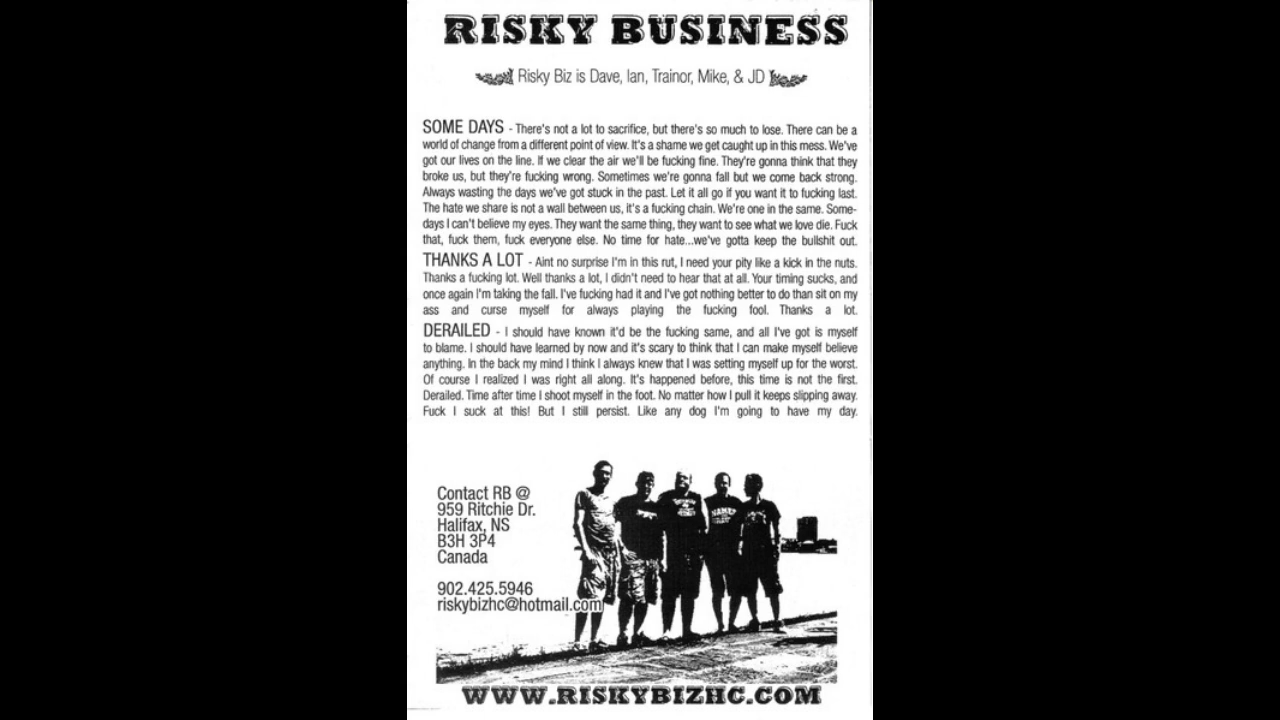 RISKY BUSINESS
Risky Biz is Dave, Ian, Trainor, Mike, & JD
SOME DAYS - There's not a lot to sacrifice, but there's so much to lose. There can be a
world of change from a different point of view. It's a shame we get caught up in this mess. We've
got our lives on the line. If we clear the air we'll be fucking fine. They're gonna think that they
broke us, but they're fucking wrong. Sometimes we're gonna fall but we come back strong.
Always wasting the days we've got stuck in the past. Let it all go if you want it to fucking last.
The hate we share is not a wall between us, it's a fucking chain. We're one in the same. Some-
days I can't believe my eyes. They want the same thing, they want to see what we love die. Fuck
that, fuck them, fuck everyone else. No time for hate...we've gotta keep the bullshit out.
THANKS A LOT - Aint no surprise I'm in this rut, I need your pity like a kick in the nuts.
Thanks a fucking lot. Well thanks a lot, I didn't need to hear that at all. Your timing sucks, and
once again I'm taking the fall. I've fucking had it and I've got nothing better to do than sit on my
ass and curse myself for always playing the fucking fool. Thanks a lot.
DERAILED - I should have known it'd be the fucking same, and all I've got is myself
to blame. I should have learned by now and it's scary to think that I can make myself believe
anything. In the back my mind I think I always knew that I was setting myself up for the worst.
Of course I realized I was right all along. It's happened before, this time is not the first.
Derailed. Time after time I shoot myself in the foot. No matter how I pull it keeps slipping away.
Fuck I suck at this! But I still persist. Like any dog I'm going to have my day.
Contact RB @
959 Ritchie Dr.
Halifax, NS
B3H 3P4
Canada
902.425.5946
riskybizhc@hotmail.com
WWW.RISKYBIZHC.COM